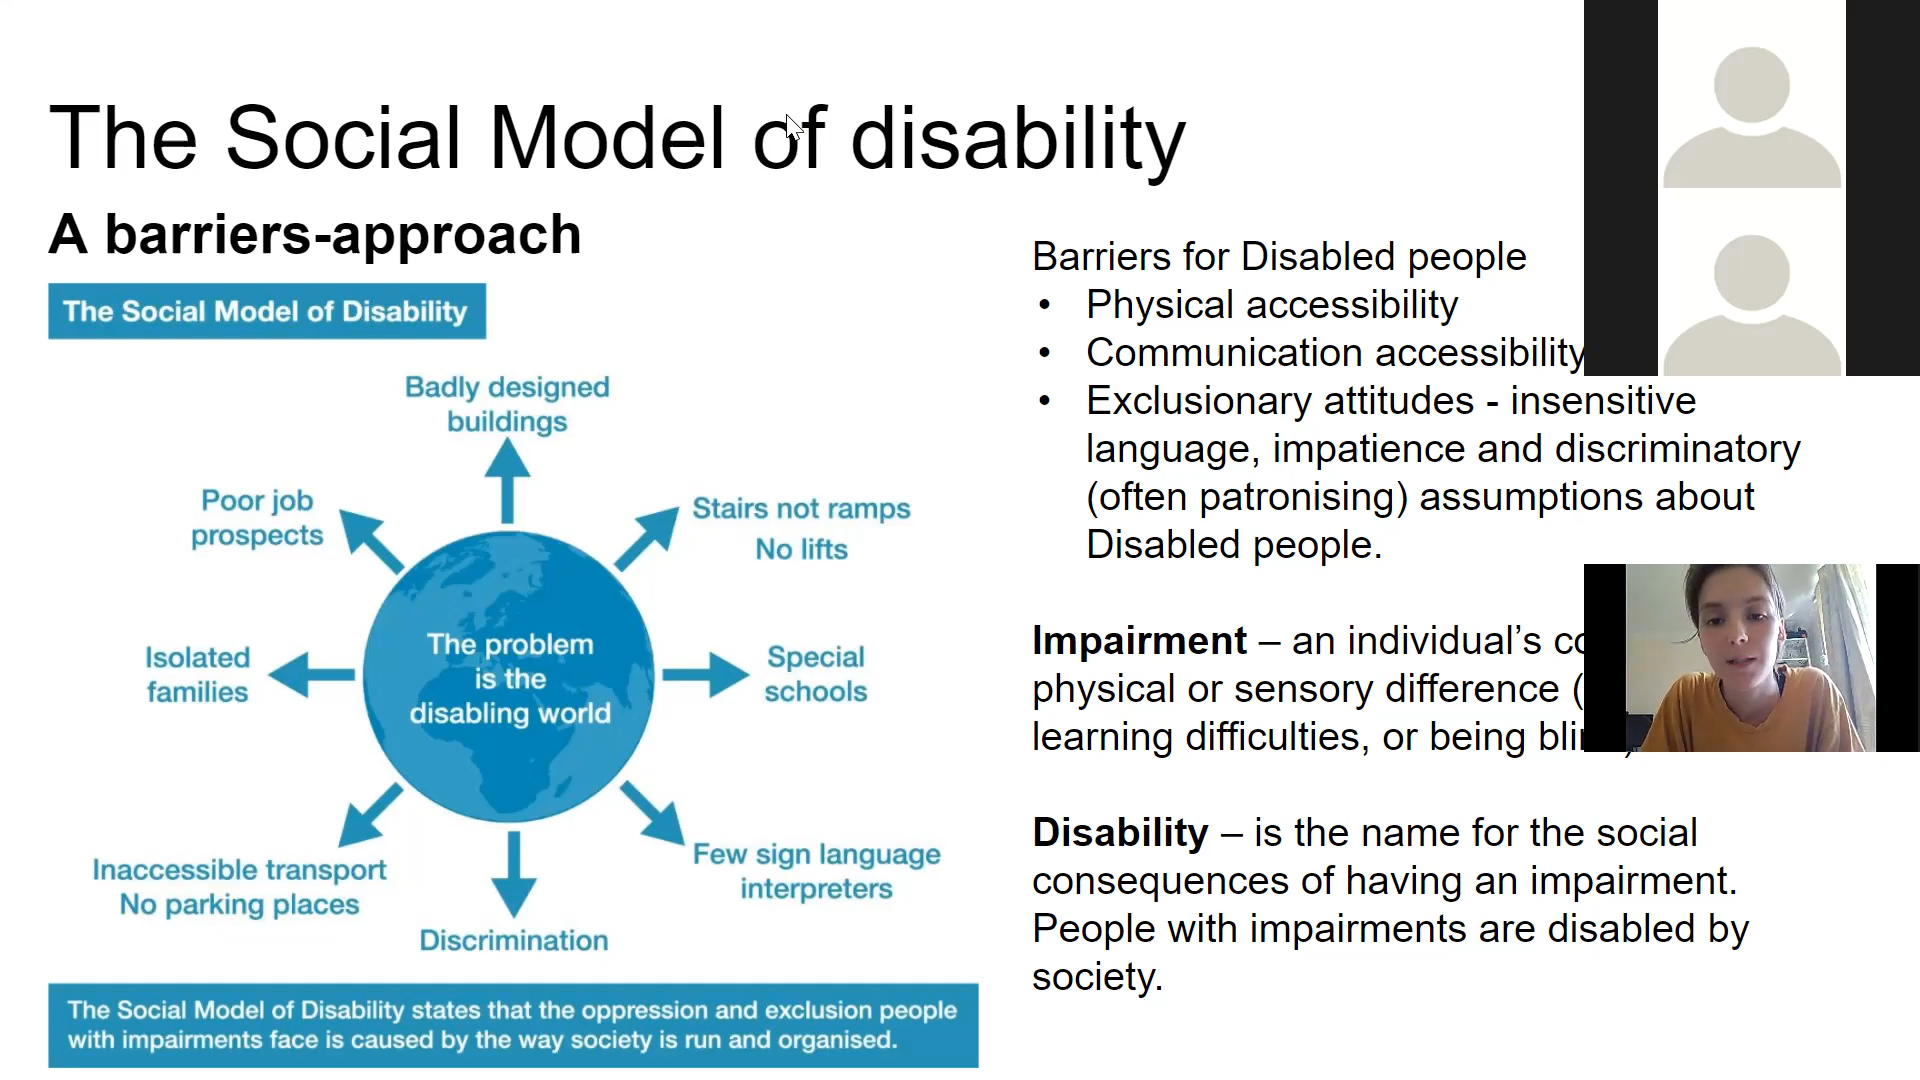 The Social Model of disability
A barriers-approach
The Social Model of Disability
Badly designed
buildings
Stairs not ramps
No lifts
Special
schools
Few sign language
interpreters
Discrimination
Inaccessible transport
No parking places
Isolated
families
Poor job
prospects
The problem
is the
disabling world
The Social Model of Disability states that the oppression and exclusion people
with impairments face is caused by the way society is run and organised.
Barriers for Disabled people
• Physical accessibility
• Communication accessibility
• Exclusionary attitudes - insensitive
language, impatience and discriminatory
(often patronising) assumptions about
Disabled people.
Impairment – an individual’s
physical or sensory difference (
learning difficulties, or being
Disability – is the name for the social
consequences of having an impairment.
People with impairments are disabled by
society.